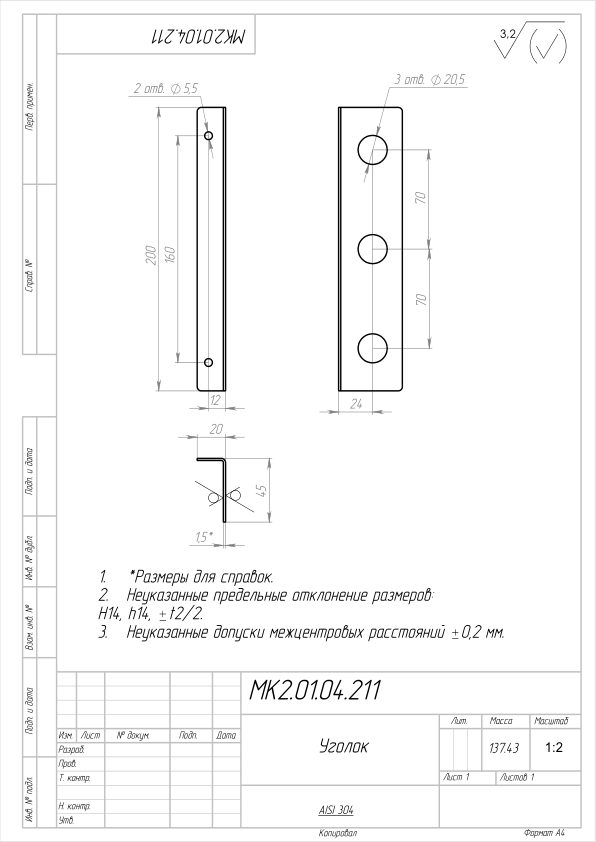 МК2.01.04.211
3,2
Перв. примен.
Справ. №
2 отв. ⌀5,5
3 отв. ⌀20,5
200
160
70
70
12
24
20
45
1,5*
1. *Размеры для справок.
2. Неуказанные предельные отклонение размеров:
H14, h14, ±t2/2.
3. Неуказанные допуски межцентровых расстояний ±0,2 мм.
Подп. и дата
Инв. № дубл.
Взам. инв. №
Подп. и дата
Инв. № подл.
МК2.01.04.211
Изм. Лист № докум. Подп. Дата
Разраб.
Пров.
Т. контр.
Н. контр.
Утв.
Уголок
Лит. Масса Масштаб
137.43 1:2
Лист 1 Листов 1
AISI 304
Копировал Формат A4